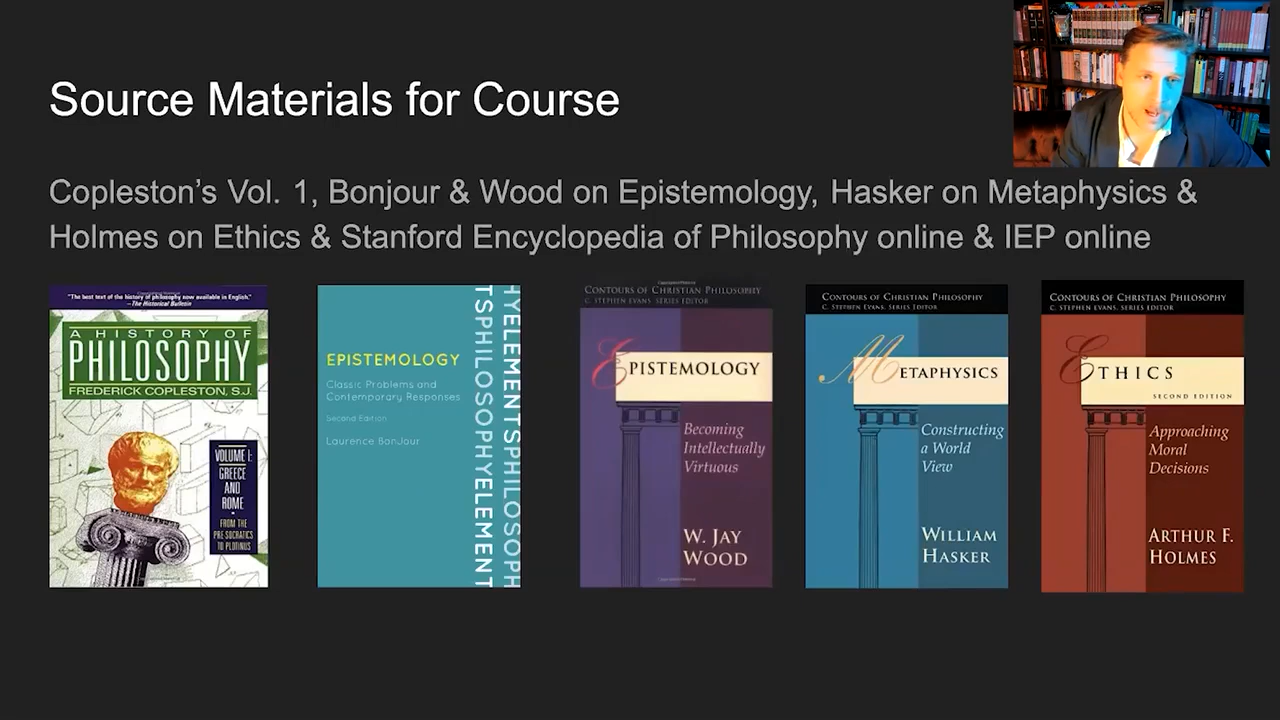 Source Materials for Course
Copleston’s Vol. 1, Bonjour & Wood on Epistemology, Hasker on Metaphysics &
Holmes on Ethics & Stanford Encyclopedia of Philosophy online & IEP online
"The best text of the history of philosophy now available in English."
—The Historical Bulletin
A HISTORY OF
PHILOSOPHY
FREDERICK COPLESTON, S.J.
VOLUME I:
GREECE
AND
ROME
FROM THE
PRE-SOCRATICS
TO PLOTINUS
EPISTEMOLOGY
Classic Problems and
Contemporary Responses
Second Edition
Laurence BonJour
TSPHILOSOPHYELEMENT
HYELEMENTSPHILOSOPH
CONTOURS OF CHRISTIAN PHILOSOPHY
C. STEPHEN EVANS, SERIES EDITOR
EPISTEMOLOGY
Becoming
Intellectually
Virtuous
W. JAY
WOOD
CONTOURS OF CHRISTIAN PHILOSOPHY
C. STEPHEN EVANS, SERIES EDITOR
METAPHYSICS
Constructing
a World
View
WILLIAM
HASKER
CONTOURS OF CHRISTIAN PHILOSOPHY
C. STEPHEN EVANS, SERIES EDITOR
ETHICS
SECOND EDITION
Approaching
Moral
Decisions
ARTHUR F.
HOLMES